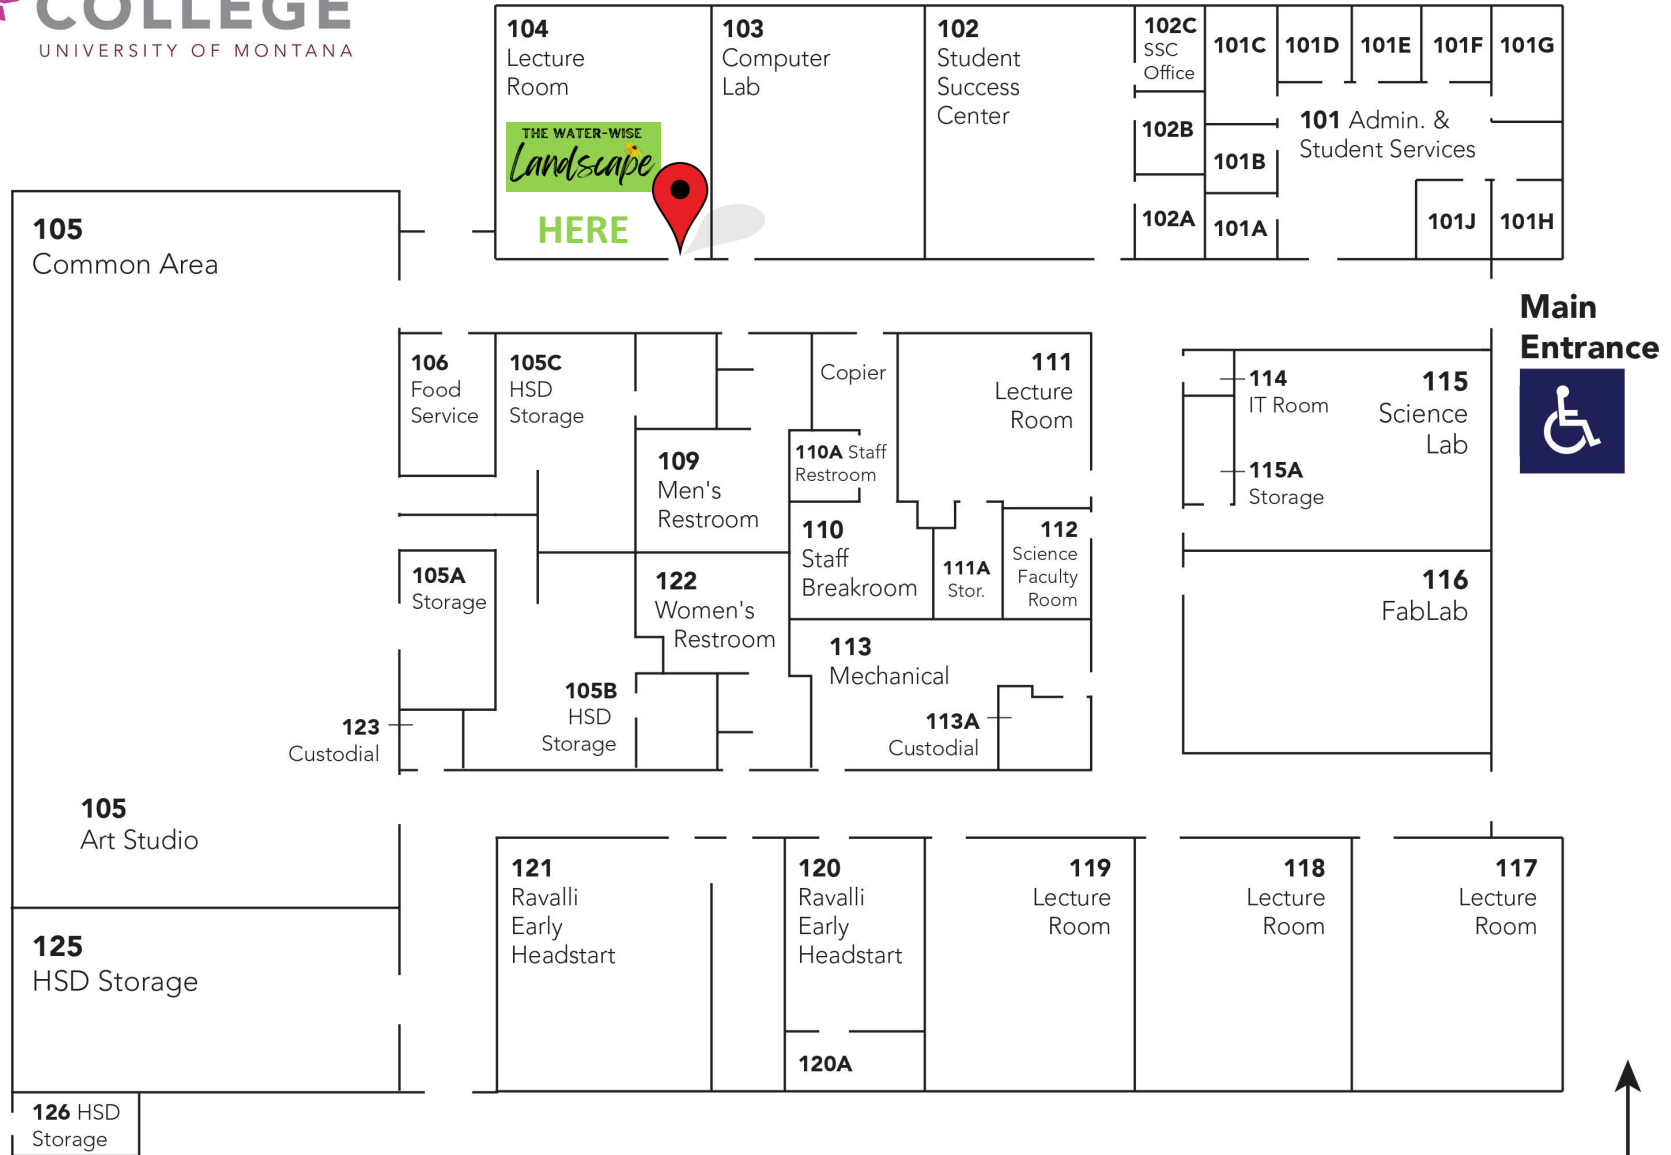 COLLEGE
UNIVERSITY OF MONTANA
104
Lecture
Room
THE WATER-WISE
Landscape
HERE
103
Computer
Lab
102
Student
Success
Center
102C
SSC
Office
102B
102A
101C
101D
101E
101F
101G
101 Admin. &
Student Services
101B
101A
101J
101H
Main
Entrance
105
Common Area
106
Food
Service
105C
HSD
Storage
109
Men's
Restroom
Copier
110A Staff
Restroom
110
Staff
Breakroom
111
Lecture
Room
111A
Stor.
112
Science
Faculty
Room
114
IT Room
115A
Storage
115
Science
Lab
116
FabLab
105A
Storage
122
Women's
Restroom
105B
HSD
Storage
113
Mechanical
113A
Custodial
123
Custodial
105
Art Studio
125
HSD Storage
126 HSD
Storage
121
Ravalli
Early
Headstart
120
Ravalli
Early
Headstart
120A
119
Lecture
Room
118
Lecture
Room
117
Lecture
Room